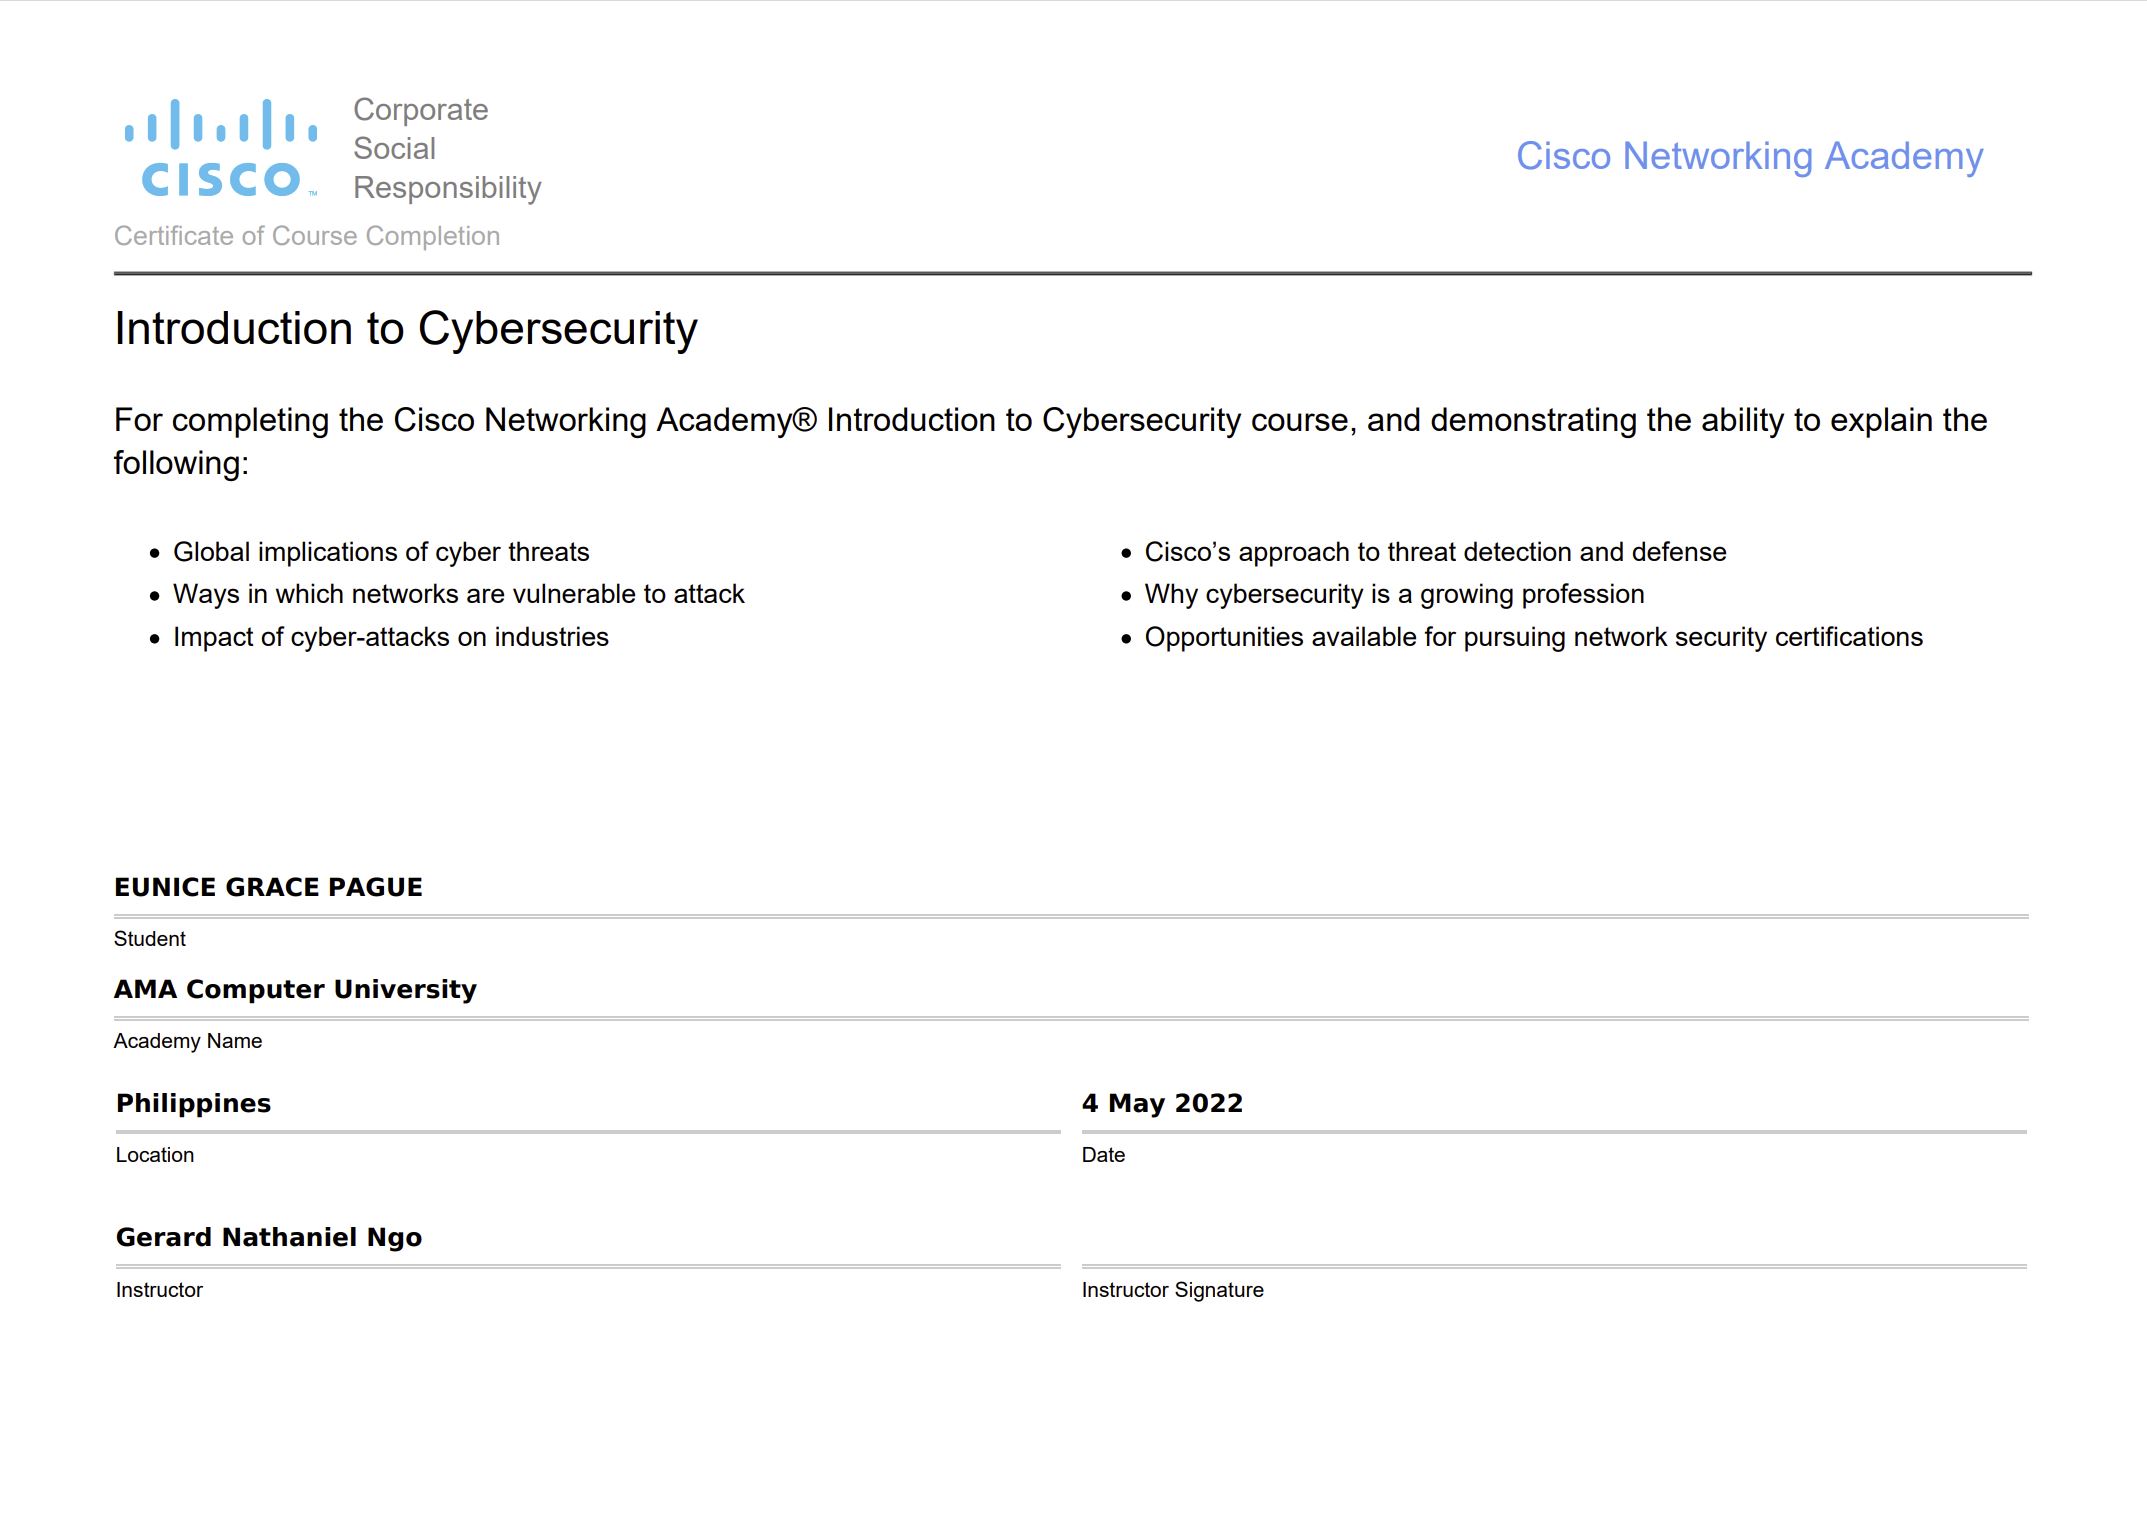 CISCO™
Corporate
Social
Responsibility
Cisco Networking Academy
Certificate of Course Completion
Introduction to Cybersecurity
For completing the Cisco Networking Academy® Introduction to Cybersecurity course, and demonstrating the ability to explain the
following:
• Global implications of cyber threats
• Ways in which networks are vulnerable to attack
• Impact of cyber-attacks on industries
• Cisco’s approach to threat detection and defense
• Why cybersecurity is a growing profession
• Opportunities available for pursuing network security certifications
EUNICE GRACE PAGUE
Student
AMA Computer University
Academy Name
Philippines
Location
4 May 2022
Date
Gerard Nathaniel Ngo
Instructor
Instructor Signature